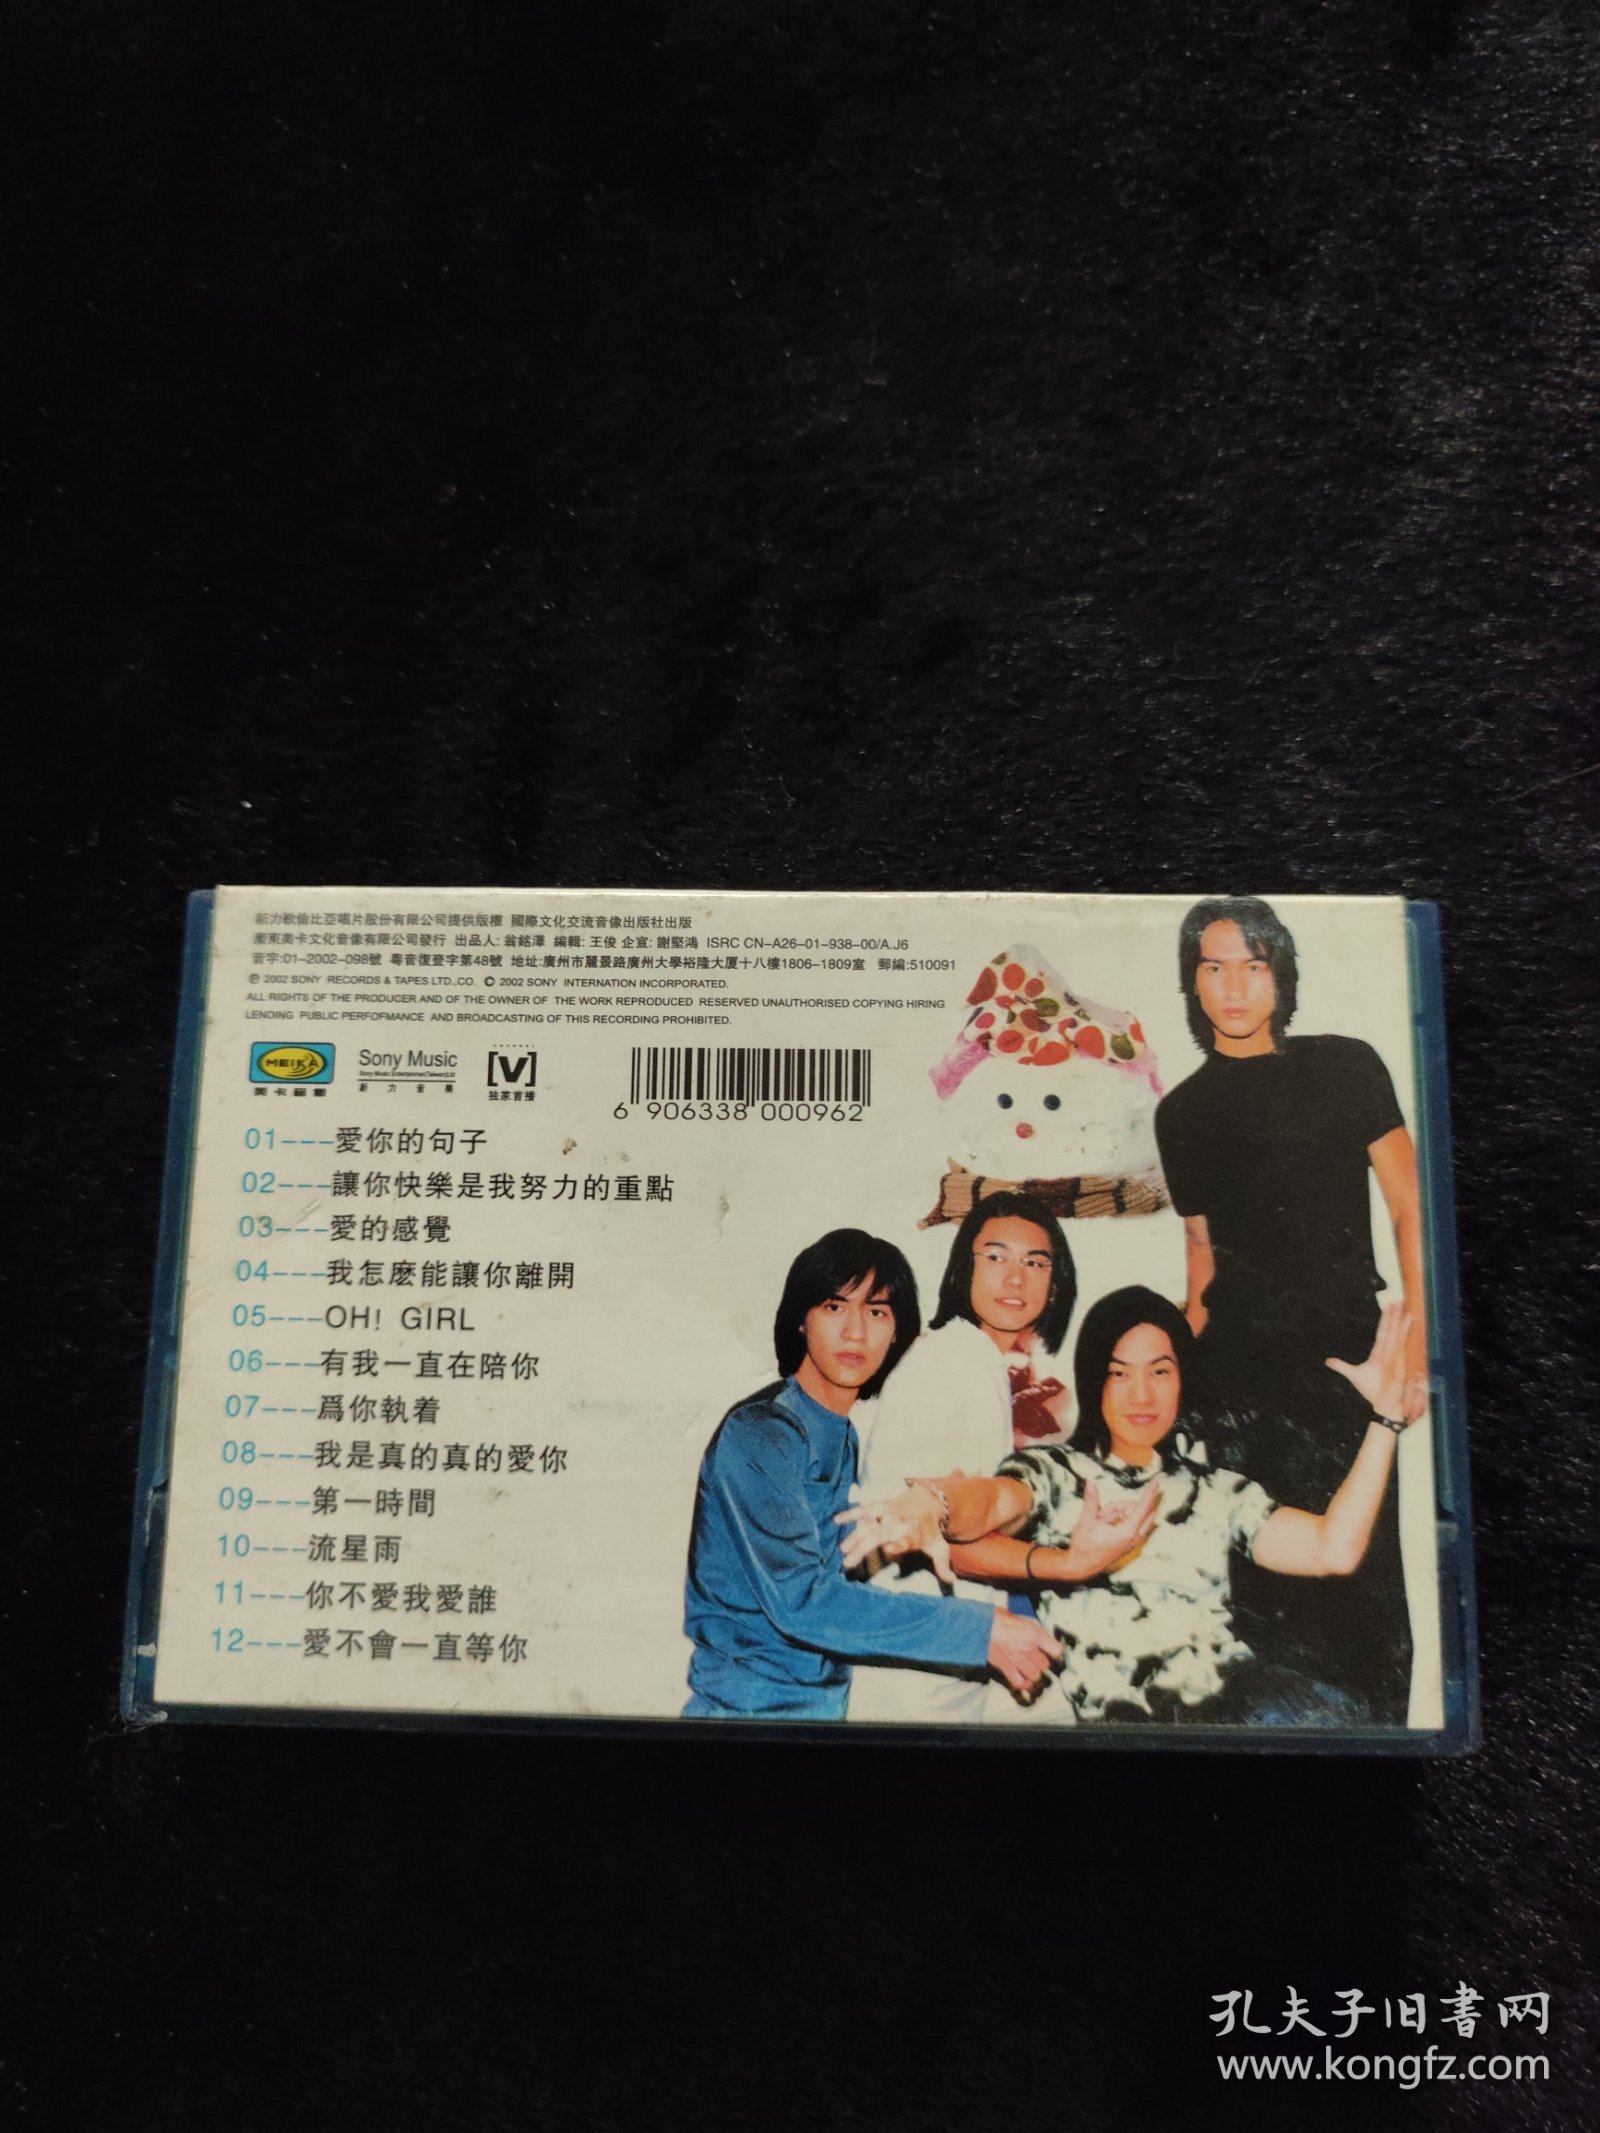 新力歌倫比亞唱片股份有限公司提供版權 國際文化交流音像出版社出版
廣東美卡文化音像有限公司發行 出品人: 翁銘澤 編輯: 王俊 企宣: 謝堅鴻 ISRC CN-A26-01-938-00/A.J6
音字:01-2002-098號 粵音復登字第48號 地址:廣州市麗景路廣州大學裕隆大厦十八樓1806-1809室 郵編:510091
Ⓟ 2002 SONY RECORDS & TAPES LTD.,CO. © 2002 SONY INTERNATION INCORPORATED.
ALL RIGHTS OF THE PRODUCER AND OF THE OWNER OF THE WORK REPRODUCED RESERVED UNAUTHORISED COPYING HIRING
LENOING PUBLIC PERFOFMANCE AND BROADCASTING OF THIS RECORDING PROHIBITED.
MEIKA
Sony Music
Sony Music Entertainment(Taiwan)Ltd
新力音樂
CHANNEL
[V]
独家首播
6 906338 000962
01---愛你的句子
02---讓你快樂是我努力的重點
03---愛的感覺
04---我怎麽能讓你離開
05---OH! GIRL
06---有我一直在陪你
07---爲你執着
08---我是真的真的愛你
09---第一時間
10---流星雨
11---你不愛我愛誰
12---愛不會一直等你
孔夫子旧書网
www.kongfz.com